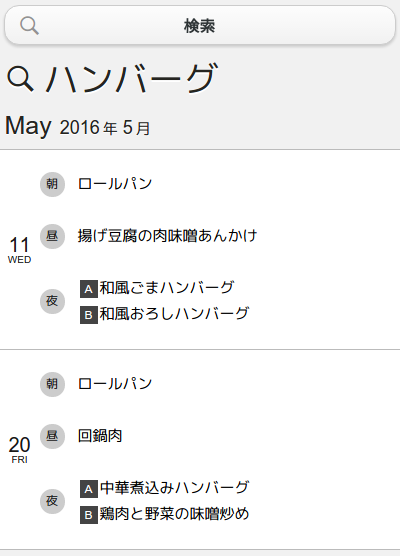 検索
ハンバーグ
May 2016年 5月
朝 ロールパン
昼 揚げ豆腐の肉味噌あんかけ
11
WED
夜 A 和風ごまハンバーグ
B 和風おろしハンバーグ
朝 ロールパン
昼 回鍋肉
20
FRI
夜 A 中華煮込みハンバーグ
B 鶏肉と野菜の味噌炒め